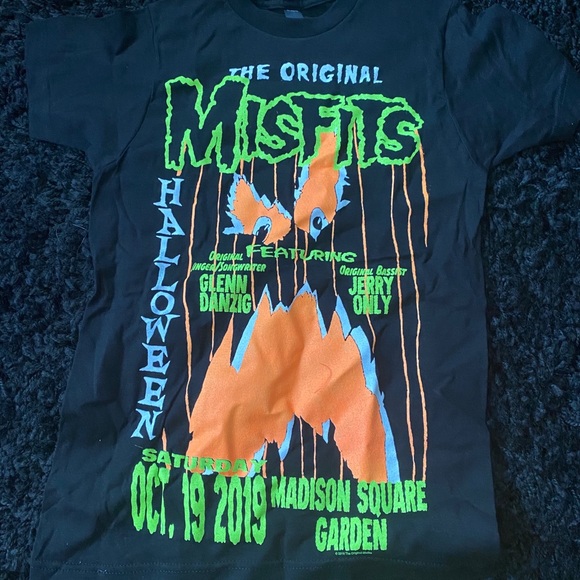 THE ORIGINAL
MISFITS
HALLOWEEN
FEATURING
ORIGINAL
SINGER/SONGWRITER
GLENN
DANZIG
ORIGINAL BASSIST
JERRY
ONLY
SATURDAY
OCT. 19 2019
MADISON SQUARE
GARDEN